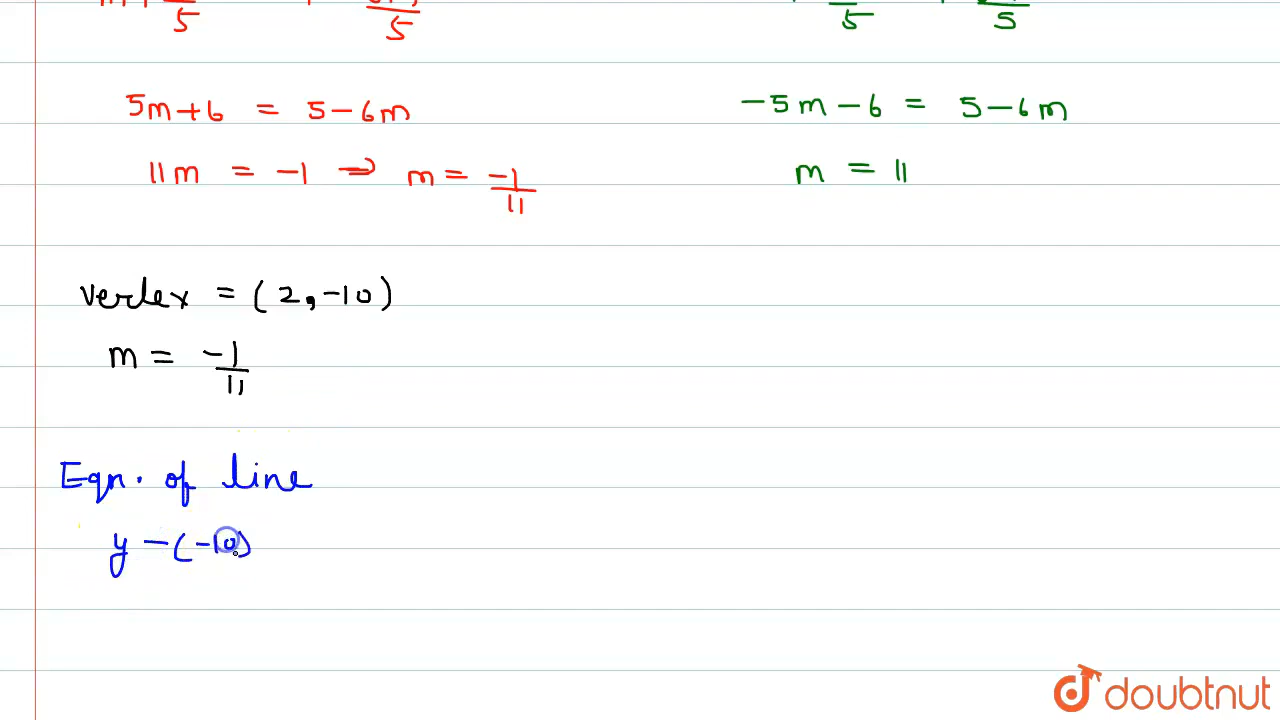 5m+6 = 5-6m
-5m-6 = 5-6m
11m = -1 ⇒ m = -1/11
m = 11
vertex = (2, -10)
m = -1/11
Eqn. of line
y-(-10)
doubtnut